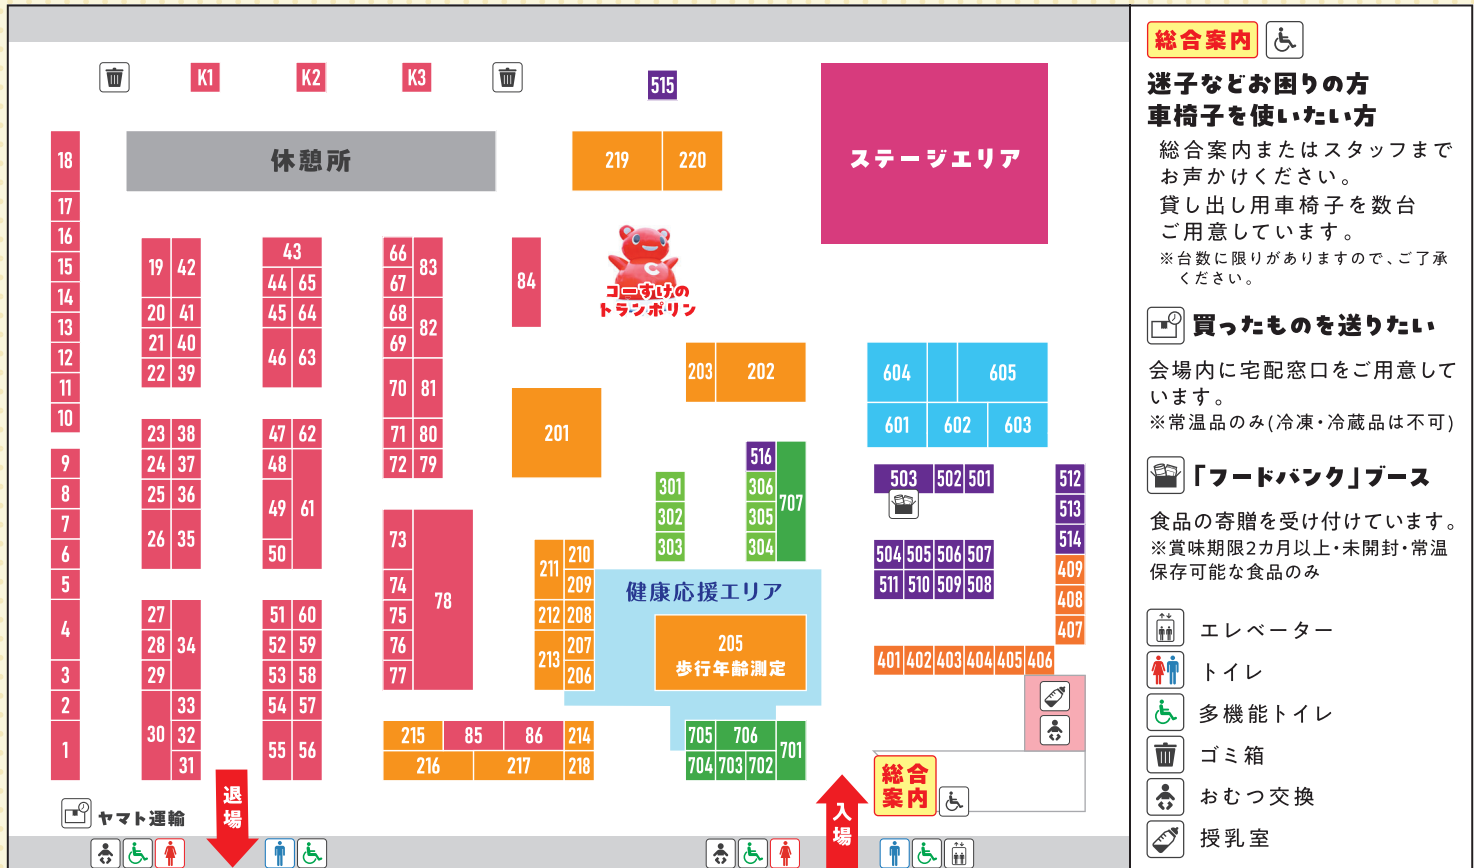 K1 K2 K3
515
休憩所
219 220
ステージエリア
18
17
16
15
14
13
12
11
10
9
8
7
6
5
4
3
2
1
19 42
20 41
21 40
22 39
23 38
24 37
25 36
26 35
27 34
28
29
30 33
32
31
43
44 65
45 64
46 63
47 62
48
49 61
50
51 60
52 59
53 58
54 57
55 56
66 83
67
68 82
69
70 81
71 80
72 79
73 78
74
75
76
77
84
C
コーすけの
トランポリン
203 202
201
604 605
601 602 603
516
301 306 707
302 305
303 304
503 502 501
504 505 506 507
511 510 509 508
512
513
514
409
408
407
401 402 403 404 405 406
211 210
209
212 208
213 207
206
健康応援エリア
205
歩行年齢測定
215 85 86 214
216 217 218
705 706 701
704 703 702
総合
案内
入場
退場
ヤマト運輸
総合案内
迷子などお困りの方
車椅子を使いたい方
総合案内またはスタッフまで
お声かけください。
貸し出し用車椅子を数台
ご用意しています。
※台数に限りがありますので、ご了承
ください。
買ったものを送りたい
会場内に宅配窓口をご用意して
います。
※常温品のみ(冷凍・冷蔵品は不可)
「フードバンク」ブース
食品の寄贈を受け付けています。
※賞味期限2カ月以上・未開封・常温
保存可能な食品のみ
エレベーター
トイレ
多機能トイレ
ゴミ箱
おむつ交換
授乳室